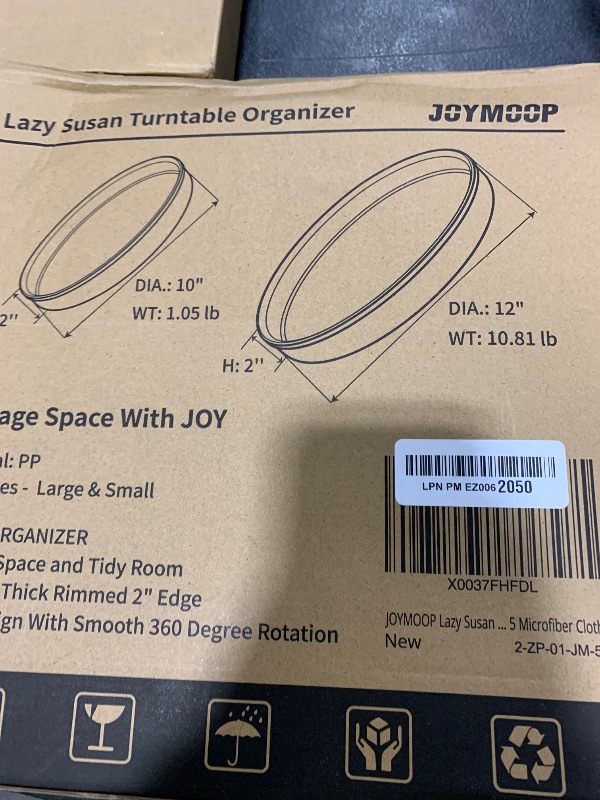 Lazy Susan Turntable Organizer
JOYMOOP
DIA.: 10"
WT: 1.05 lb
2''
DIA.: 12"
WT: 10.81 lb
H: 2''
age Space With JOY
al: PP
es - Large & Small
RGANIZER
Space and Tidy Room
Thick Rimmed 2" Edge
ign With Smooth 360 Degree Rotation
LPN PM EZ006 2050
X0037FHFDL
JOYMOOP Lazy Susan ... 5 Microfiber Cloth
New
2-ZP-01-JM-5